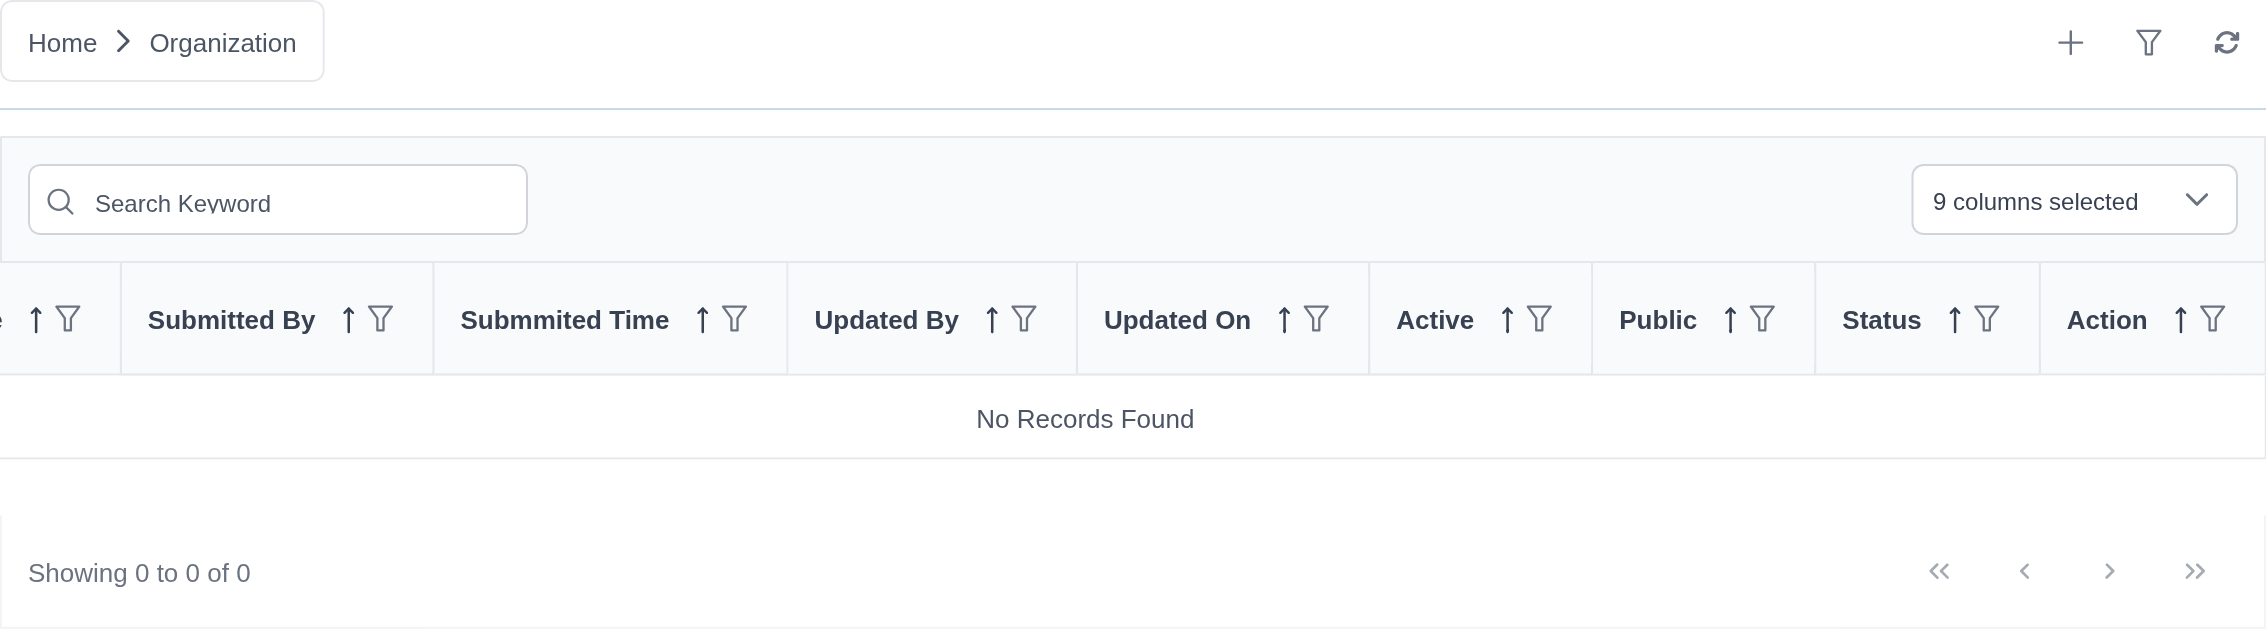 Home Organization
Search Keyword
9 columns selected
Submitted By Submmited Time Updated By Updated On Active Public Status Action
No Records Found
Showing 0 to 0 of 0